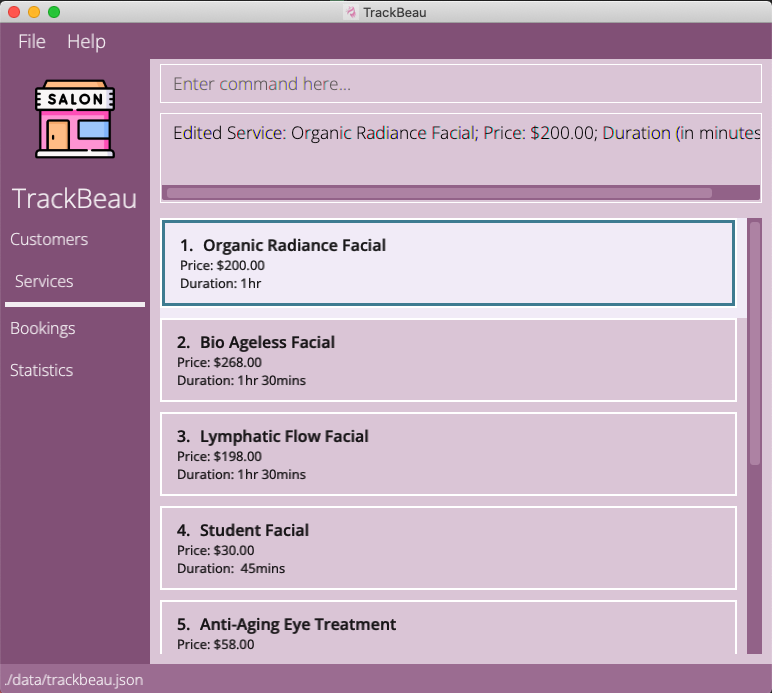 TrackBeau
File Help
SALON
TrackBeau
Customers
Services
Bookings
Statistics
Enter command here...
Edited Service: Organic Radiance Facial; Price: $200.00; Duration (in minutes
1. Organic Radiance Facial
Price: $200.00
Duration: 1hr
2. Bio Ageless Facial
Price: $268.00
Duration: 1hr 30mins
3. Lymphatic Flow Facial
Price: $198.00
Duration: 1hr 30mins
4. Student Facial
Price: $30.00
Duration: 45mins
5. Anti-Aging Eye Treatment
Price: $58.00
./data/trackbeau.json